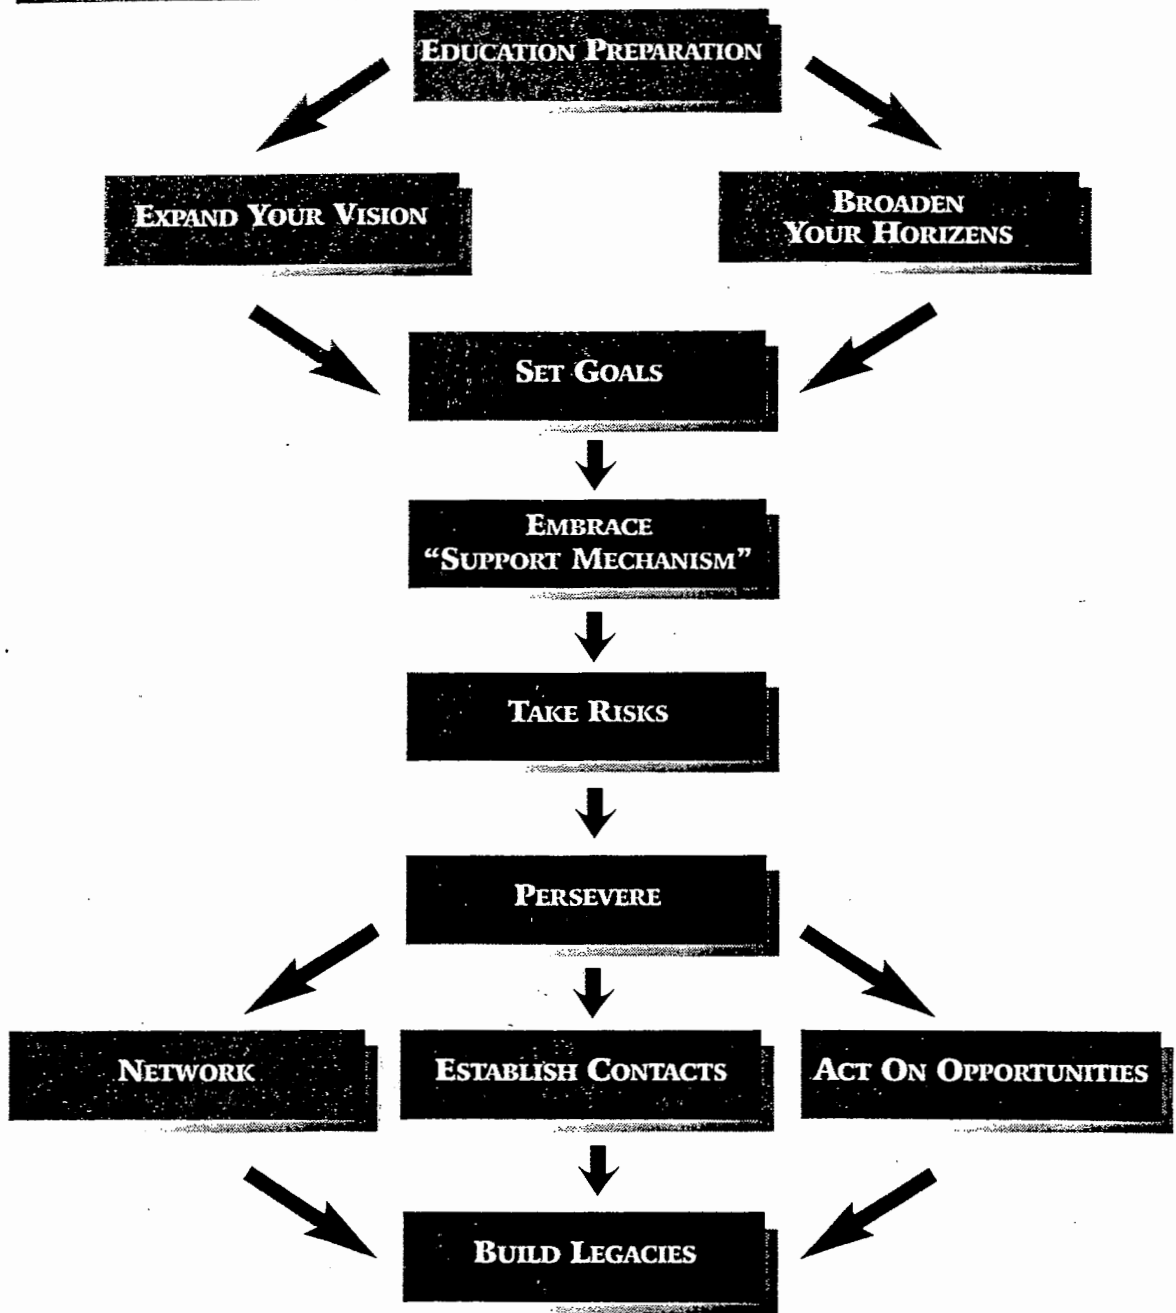 EDUCATION PREPARATION
EXPAND YOUR VISION
BROADEN
YOUR HORIZENS
SET GOALS
EMBRACE
“SUPPORT MECHANISM”
TAKE RISKS
PERSEVERE
NETWORK
ESTABLISH CONTACTS
ACT ON OPPORTUNITIES
BUILD LEGACIES